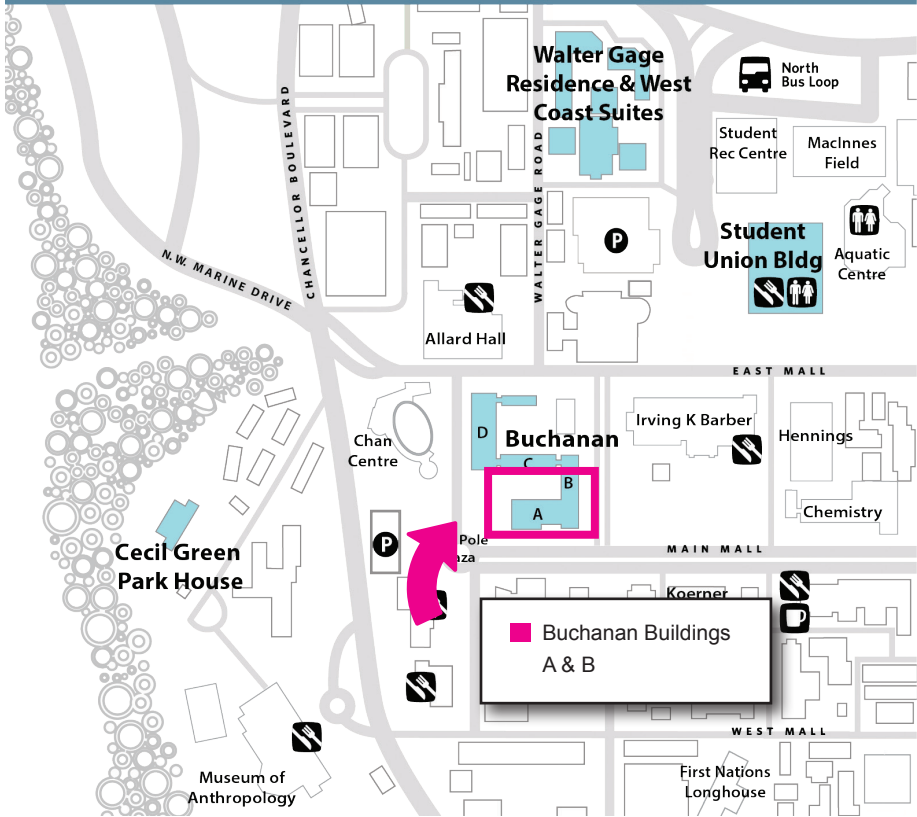 Walter Gage
Residence & West
Coast Suites
North
Bus Loop
Student
Rec Centre
MacInnes
Field
CHANCELLOR BOULEVARD
WALTER GAGE ROAD
P
Student
Union Bldg
Aquatic
Centre
N.W. MARINE DRIVE
Allard Hall
EAST MALL
D
Buchanan
C
B
A
Irving K Barber
Hennings
Chan
Centre
Chemistry
P
Pole
MAIN MALL
Cecil Green
Park House
Koerner
Buchanan Buildings
A & B
WEST MALL
Museum of
Anthropology
First Nations
Longhouse